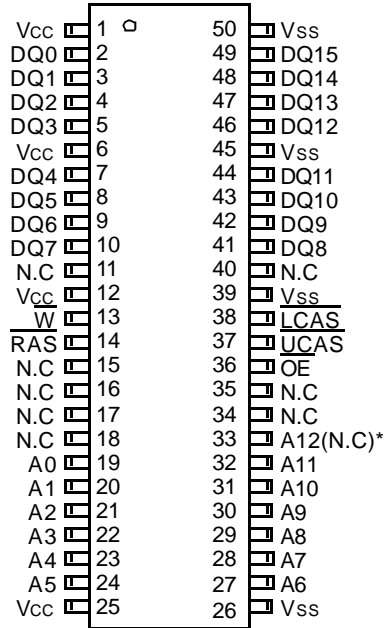 Vcc 1 50 Vss
DQ0 2 49 DQ15
DQ1 3 48 DQ14
DQ2 4 47 DQ13
DQ3 5 46 DQ12
Vcc 6 45 Vss
DQ4 7 44 DQ11
DQ5 8 43 DQ10
DQ6 9 42 DQ9
DQ7 10 41 DQ8
N.C 11 40 N.C
Vcc 12 39 Vss
W̅ 13 38 L̅C̅A̅S̅
R̅A̅S̅ 14 37 U̅C̅A̅S̅
N.C 15 36 O̅E̅
N.C 16 35 N.C
N.C 17 34 N.C
N.C 18 33 A12(N.C)*
A0 19 32 A11
A1 20 31 A10
A2 21 30 A9
A3 22 29 A8
A4 23 28 A7
A5 24 27 A6
Vcc 25 26 Vss